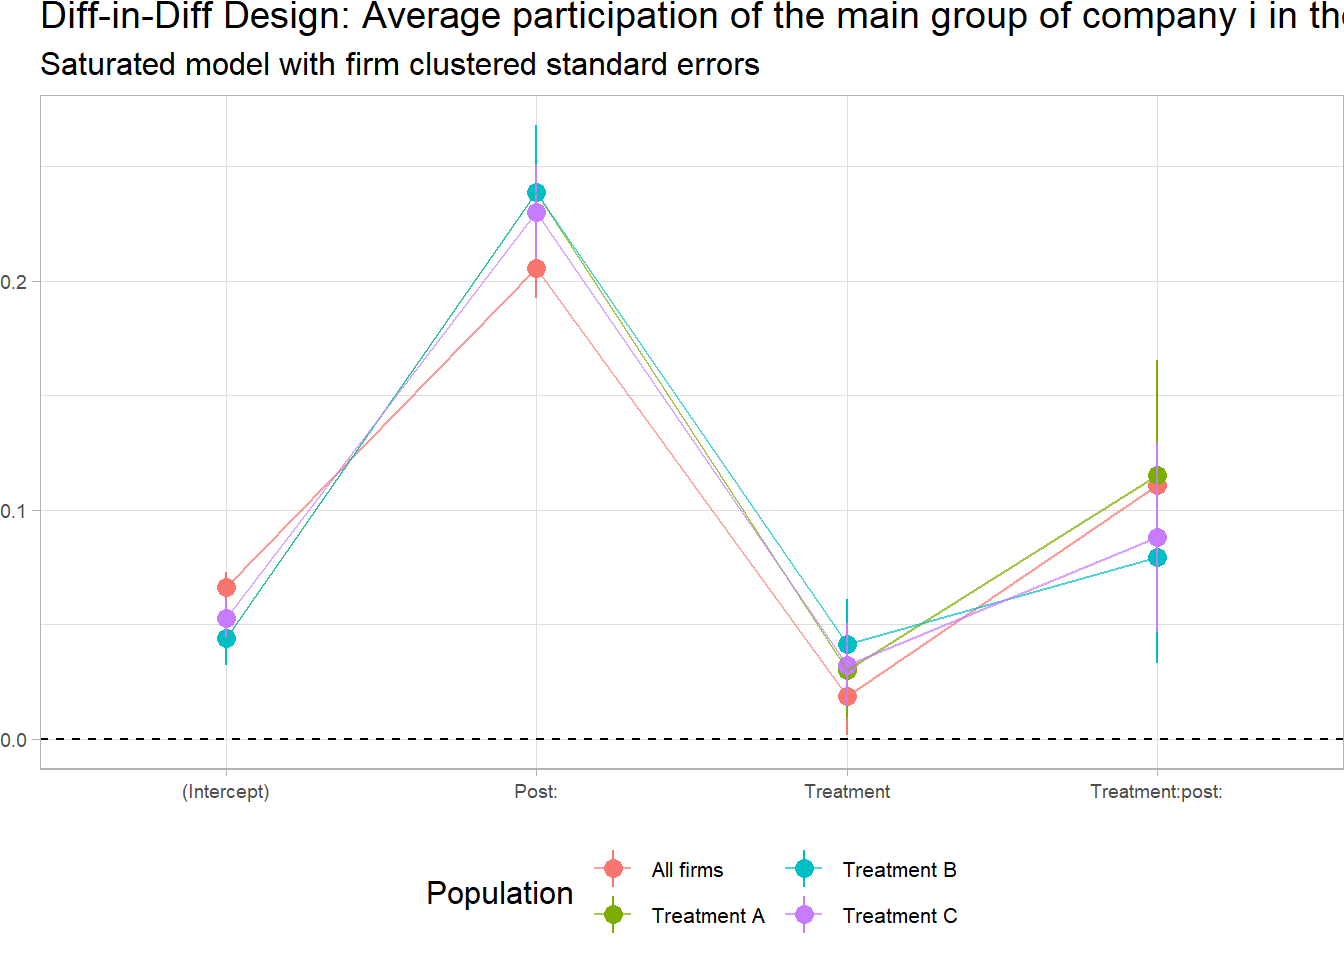 Diff-in-Diff Design: Average participation of the main group of company i in the
Saturated model with firm clustered standard errors
0.2
0.1
0.0
(Intercept) Post: Treatment Treatment:post:
Population
All firms Treatment B
Treatment A Treatment C